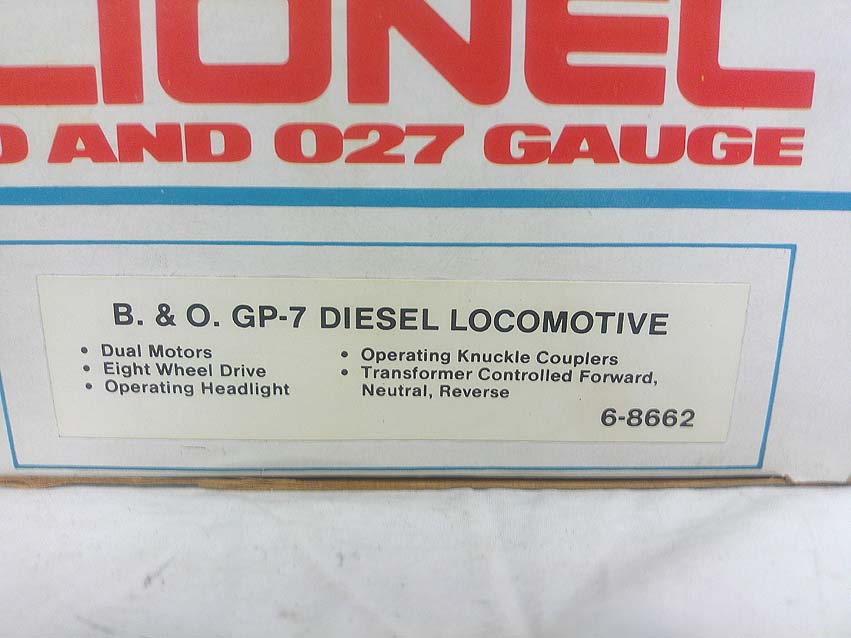 LIONEL
O AND O27 GAUGE
B. & O. GP-7 DIESEL LOCOMOTIVE
• Dual Motors
• Eight Wheel Drive
• Operating Headlight
• Operating Knuckle Couplers
• Transformer Controlled Forward,
Neutral, Reverse
6-8662